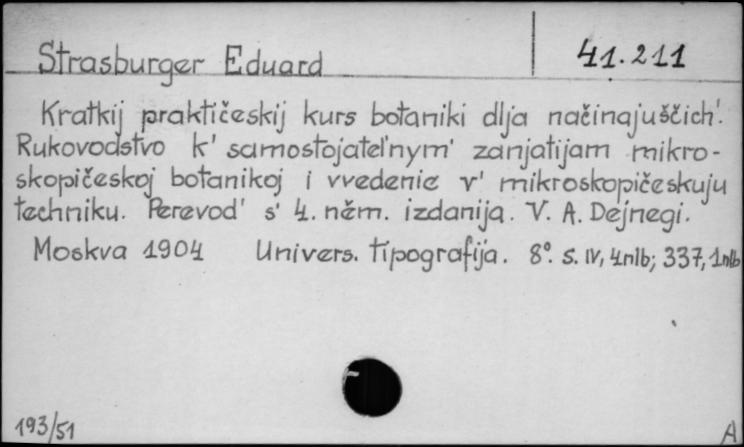 Strasburger Eduard 41.211
Kratkij praktičeskij kurs botaniki dlja načinajuščich'.
Rukovodstvo k' samostojatel'nym' zanjatijam mikro-
skopičeskoj botanikoj i vvedenie v' mikroskopičeskuju
techniku. Perevod' s' 4. něm. izdanija. V. A. Dejnegi.
Moskva 1904 Univers. tipografija. 8°. S. IV, 4nlb; 337, 1nlb
193/51
A